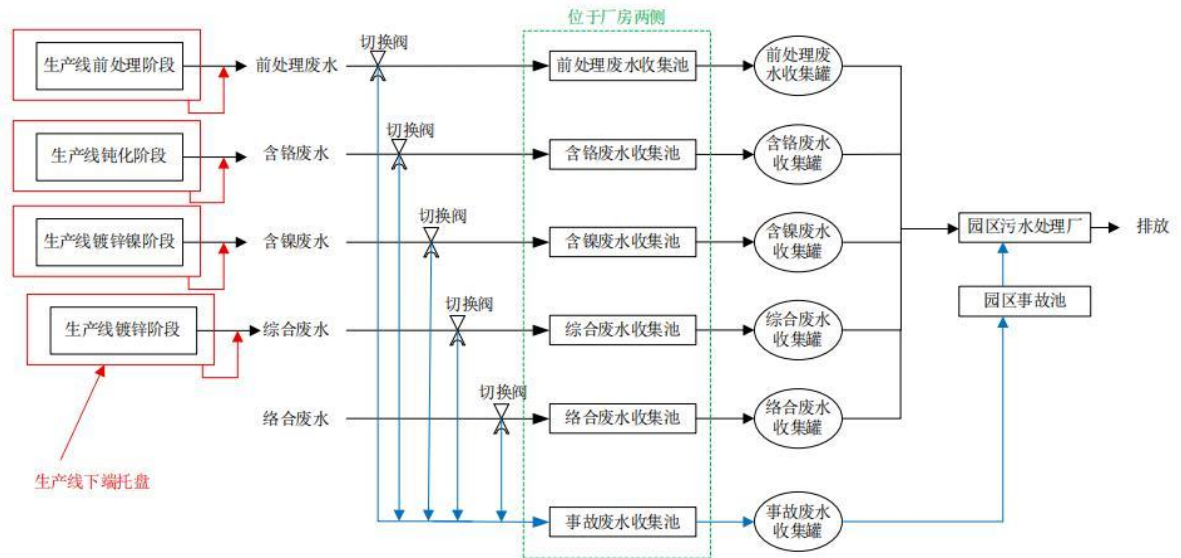 位于厂房两侧
生产线前处理阶段
前处理废水
切换阀
前处理废水收集池
前处理废
水收集罐
生产线钝化阶段
含铬废水
切换阀
含铬废水收集池
含铬废水
收集罐
生产线镀锌镍阶段
含镍废水
切换阀
含镍废水收集池
含镍废水
收集罐
园区污水处理厂
排放
生产线镀锌阶段
综合废水
切换阀
综合废水收集池
综合废水
收集罐
园区事故池
络合废水
切换阀
络合废水收集池
络合废水
收集罐
生产线下端托盘
事故废水收集池
事故废水
收集罐